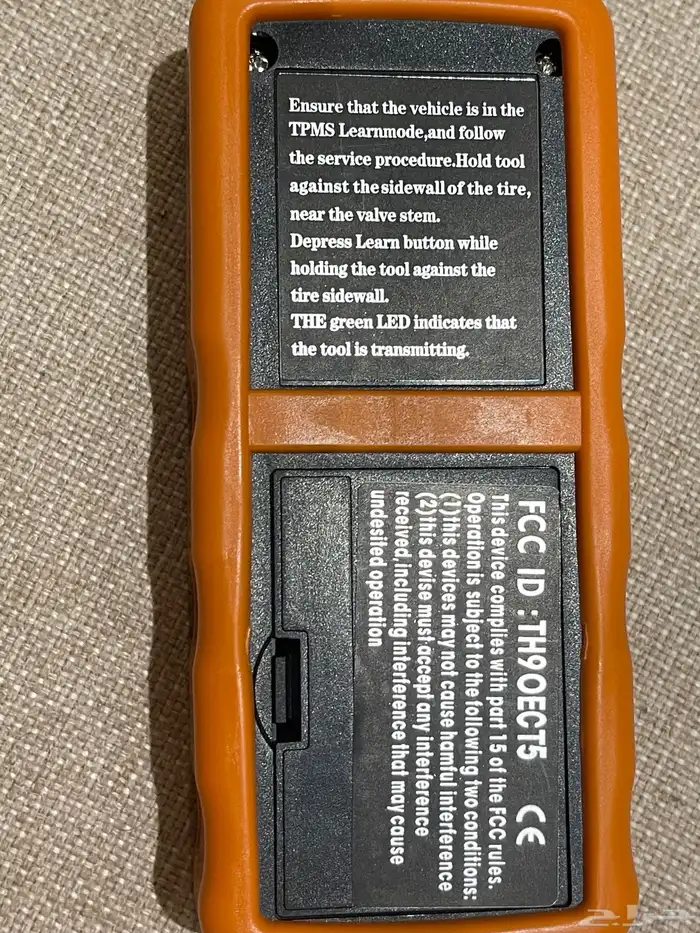 Ensure that the vehicle is in the
TPMS Learnmode,and follow
the service procedure.Hold tool
against the sidewall of the tire,
near the valve stem.
Depress Learn button while
holding the tool against the
tire sidewall.
THE green LED indicates that
the tool is transmitting.
FCC ID :TH9OECT5 CE
This device complies with part 15 of the FCC rules.
Operation is subject to the following two conditions:
(1)this devices may not cause harmful interference
(2)this devise must accept any interference
received,including interference that may cause
undesited operation